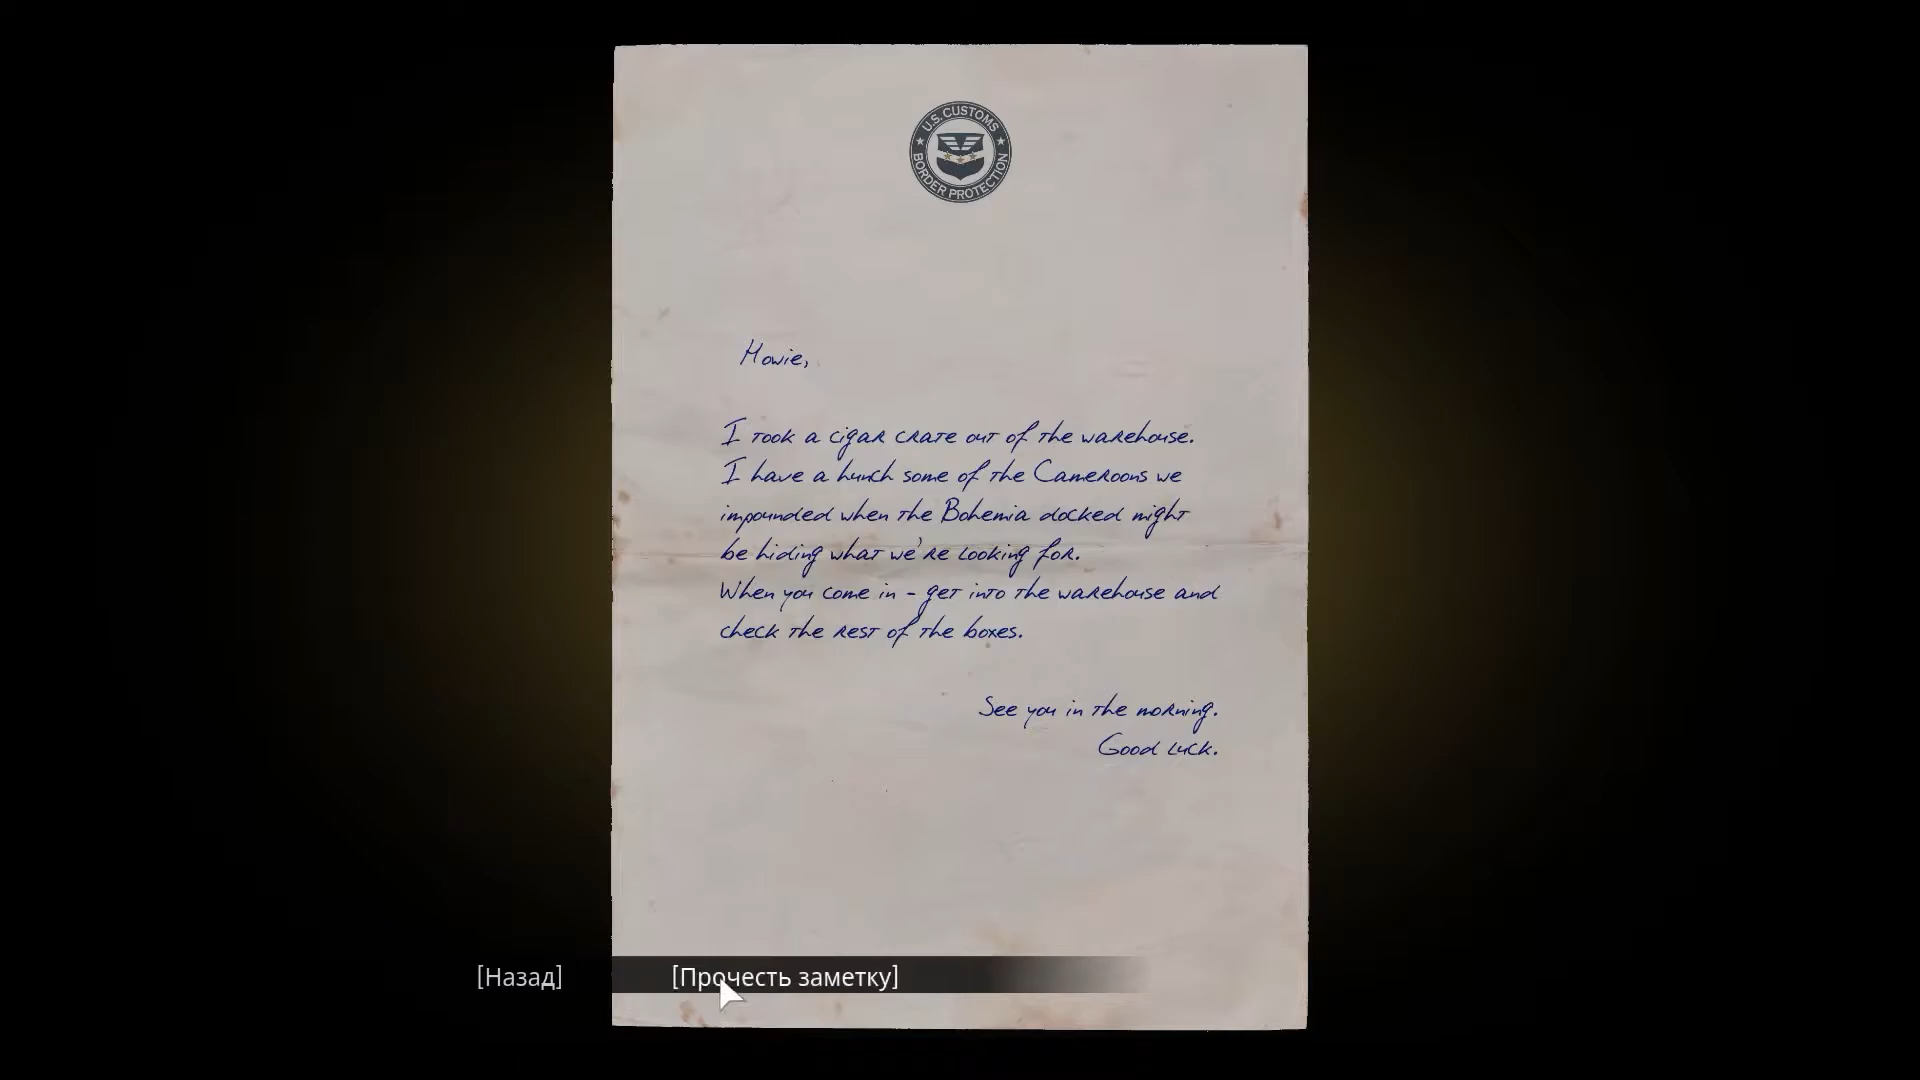 U.S. CUSTOMS
BORDER PROTECTION
Howie,
I took a cigar crate out of the warehouse.
I have a hunch some of the Cameroons we
impounded when the Bohemia docked might
be hiding what we're looking for.
When you come in - get into the warehouse and
check the rest of the boxes.
See you in the morning.
Good luck.
[Назад] [Прочесть заметку]